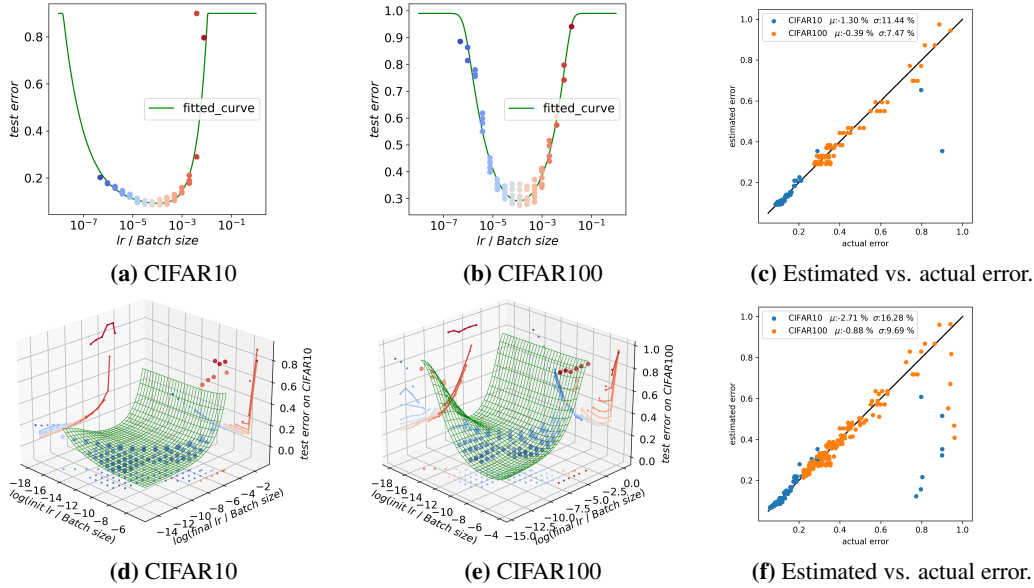 test error
0.8
0.6
0.4
0.2
fitted_curve
10⁻⁷ 10⁻⁵ 10⁻³ 10⁻¹
lr / Batch size
(a) CIFAR10
test error
1.0
0.9
0.8
0.7
0.6
0.5
0.4
0.3
fitted_curve
10⁻⁷ 10⁻⁵ 10⁻³ 10⁻¹
lr / Batch size
(b) CIFAR100
estimated error
1.0
0.8
0.6
0.4
0.2
CIFAR10 μ:-1.30 % σ:11.44 %
CIFAR100 μ:-0.39 % σ:7.47 %
0.2 0.4 0.6 0.8 1.0
actual error
(c) Estimated vs. actual error.
test error on CIFAR10
0.8
0.6
0.4
0.2
0.0
−18 −16 −14 −12 −10 −8 −6
log(init lr / Batch size)
−14 −12 −10 −8 −6 −4 −2
log(final lr / Batch size)
(d) CIFAR10
test error on CIFAR100
1.0
0.8
0.6
0.4
0.2
0.0
−18 −16 −14 −12 −10 −8 −6 −4
log(init lr / Batch size)
−15.0 −12.5 −10.0 −7.5 −5.0 −2.5 0.0
log(final lr / Batch size)
(e) CIFAR100
estimated error
1.0
0.8
0.6
0.4
0.2
CIFAR10 μ:-2.71 % σ:16.28 %
CIFAR100 μ:-0.88 % σ:9.69 %
0.2 0.4 0.6 0.8 1.0
actual error
(f) Estimated vs. actual error.